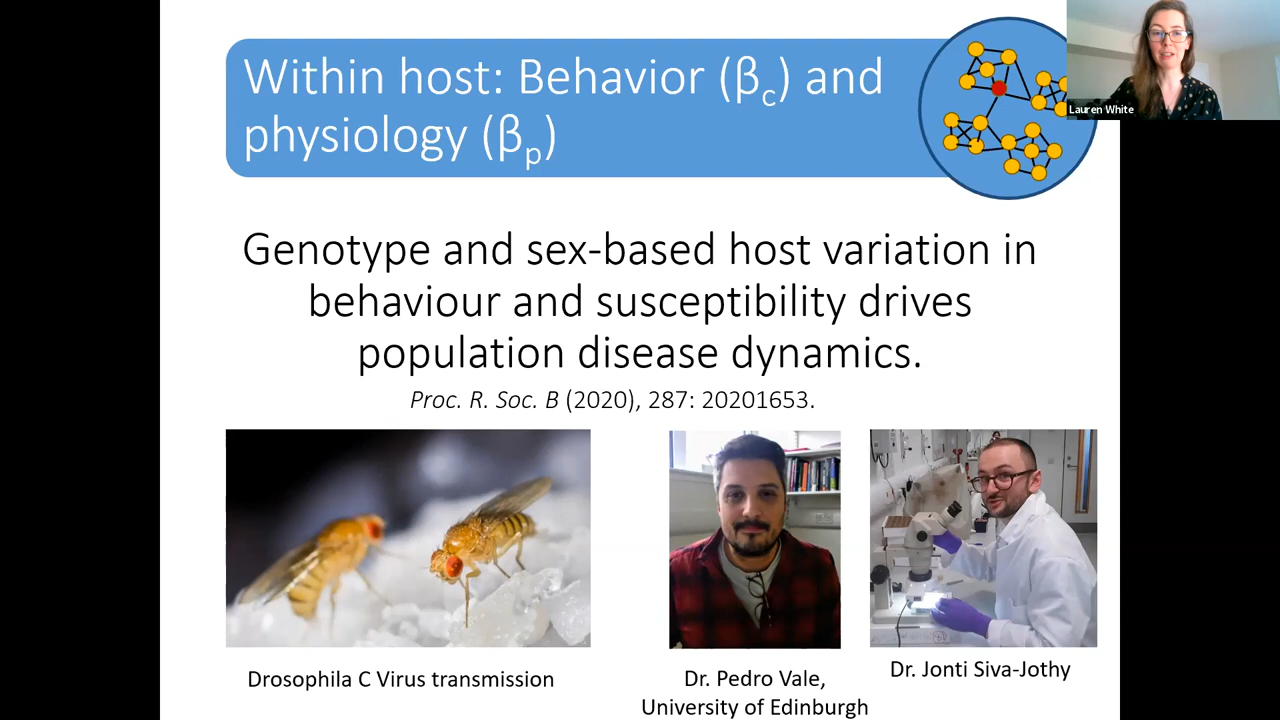 Within host: Behavior (βc) and
physiology (βp)
Lauren White
Genotype and sex-based host variation in
behaviour and susceptibility drives
population disease dynamics.
Proc. R. Soc. B (2020), 287: 20201653.
Drosophila C Virus transmission
Dr. Pedro Vale,
University of Edinburgh
Dr. Jonti Siva-Jothy